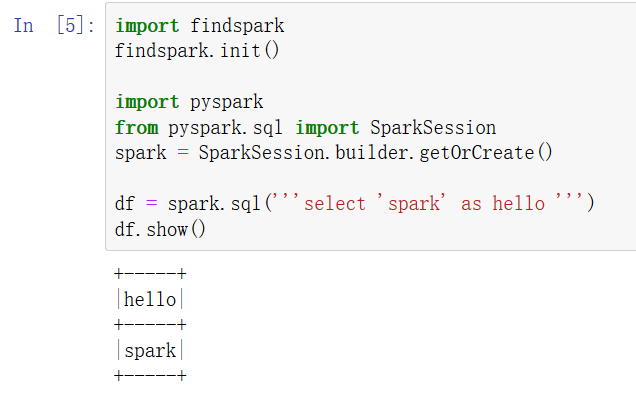 In [5]: import findspark
findspark.init()
import pyspark
from pyspark.sql import SparkSession
spark = SparkSession.builder.getOrCreate()
df = spark.sql('''select 'spark' as hello ''')
df.show()
+-----+
|hello|
+-----+
|spark|
+-----+